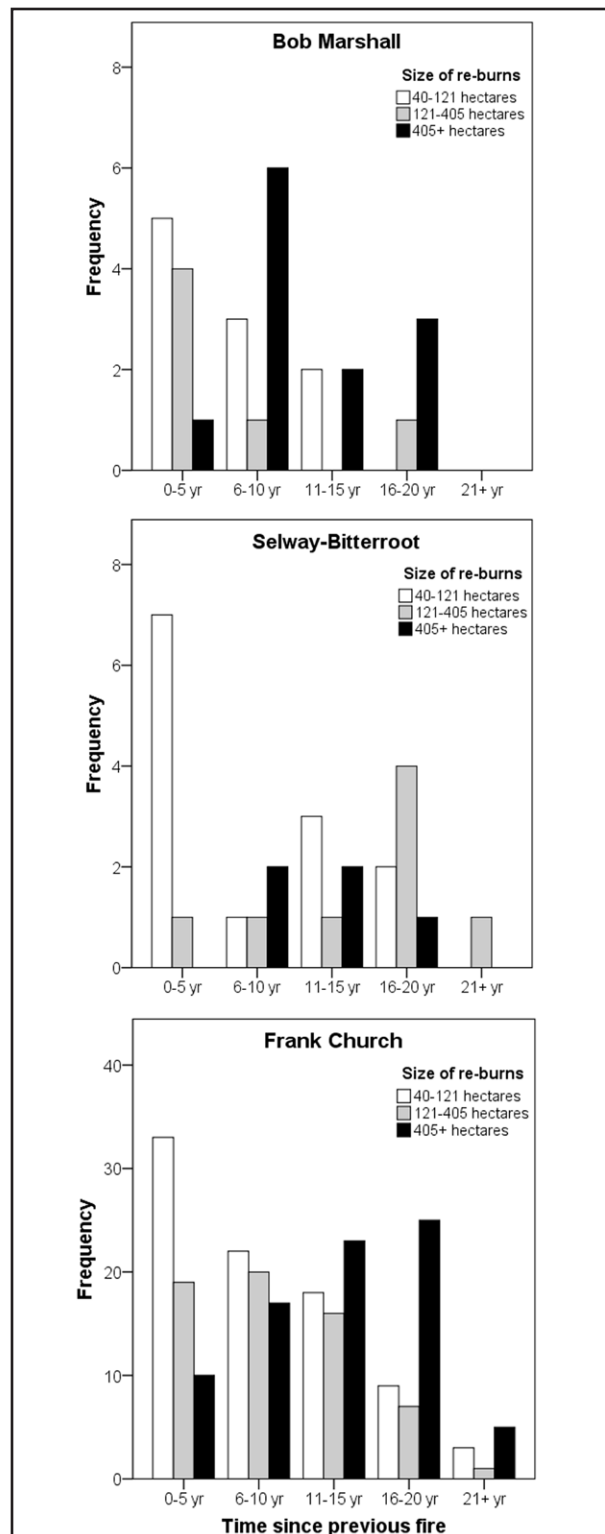 Bob Marshall
Size of re-burns
40-121 hectares
121-405 hectares
405+ hectares
Frequency
8
6
4
2
0
0-5 yr 6-10 yr 11-15 yr 16-20 yr 21+ yr
Selway-Bitterroot
Size of re-burns
40-121 hectares
121-405 hectares
405+ hectares
Frequency
8
6
4
2
0
0-5 yr 6-10 yr 11-15 yr 16-20 yr 21+ yr
Frank Church
Size of re-burns
40-121 hectares
121-405 hectares
405+ hectares
Frequency
40
30
20
10
0
0-5 yr 6-10 yr 11-15 yr 16-20 yr 21+ yr
Time since previous fire